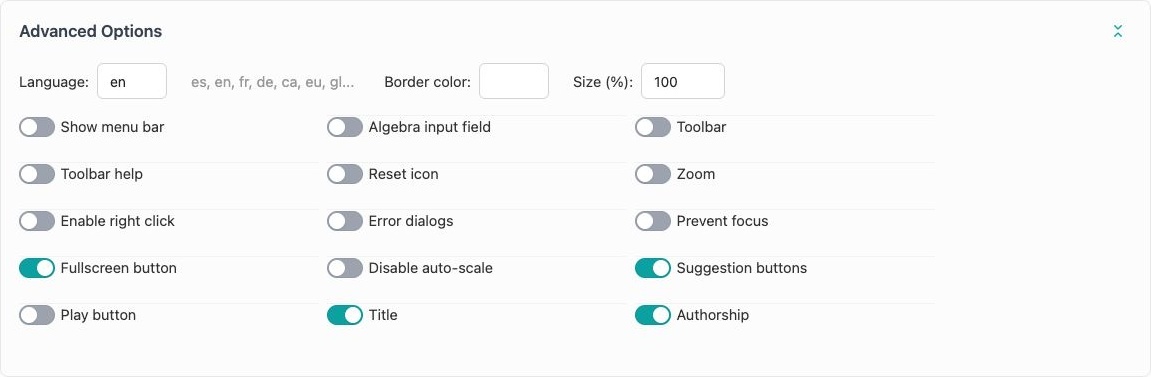 Advanced Options
Language: en es, en, fr, de, ca, eu, gl... Border color: Size (%): 100
Show menu bar Algebra input field Toolbar
Toolbar help Reset icon Zoom
Enable right click Error dialogs Prevent focus
Fullscreen button Disable auto-scale Suggestion buttons
Play button Title Authorship